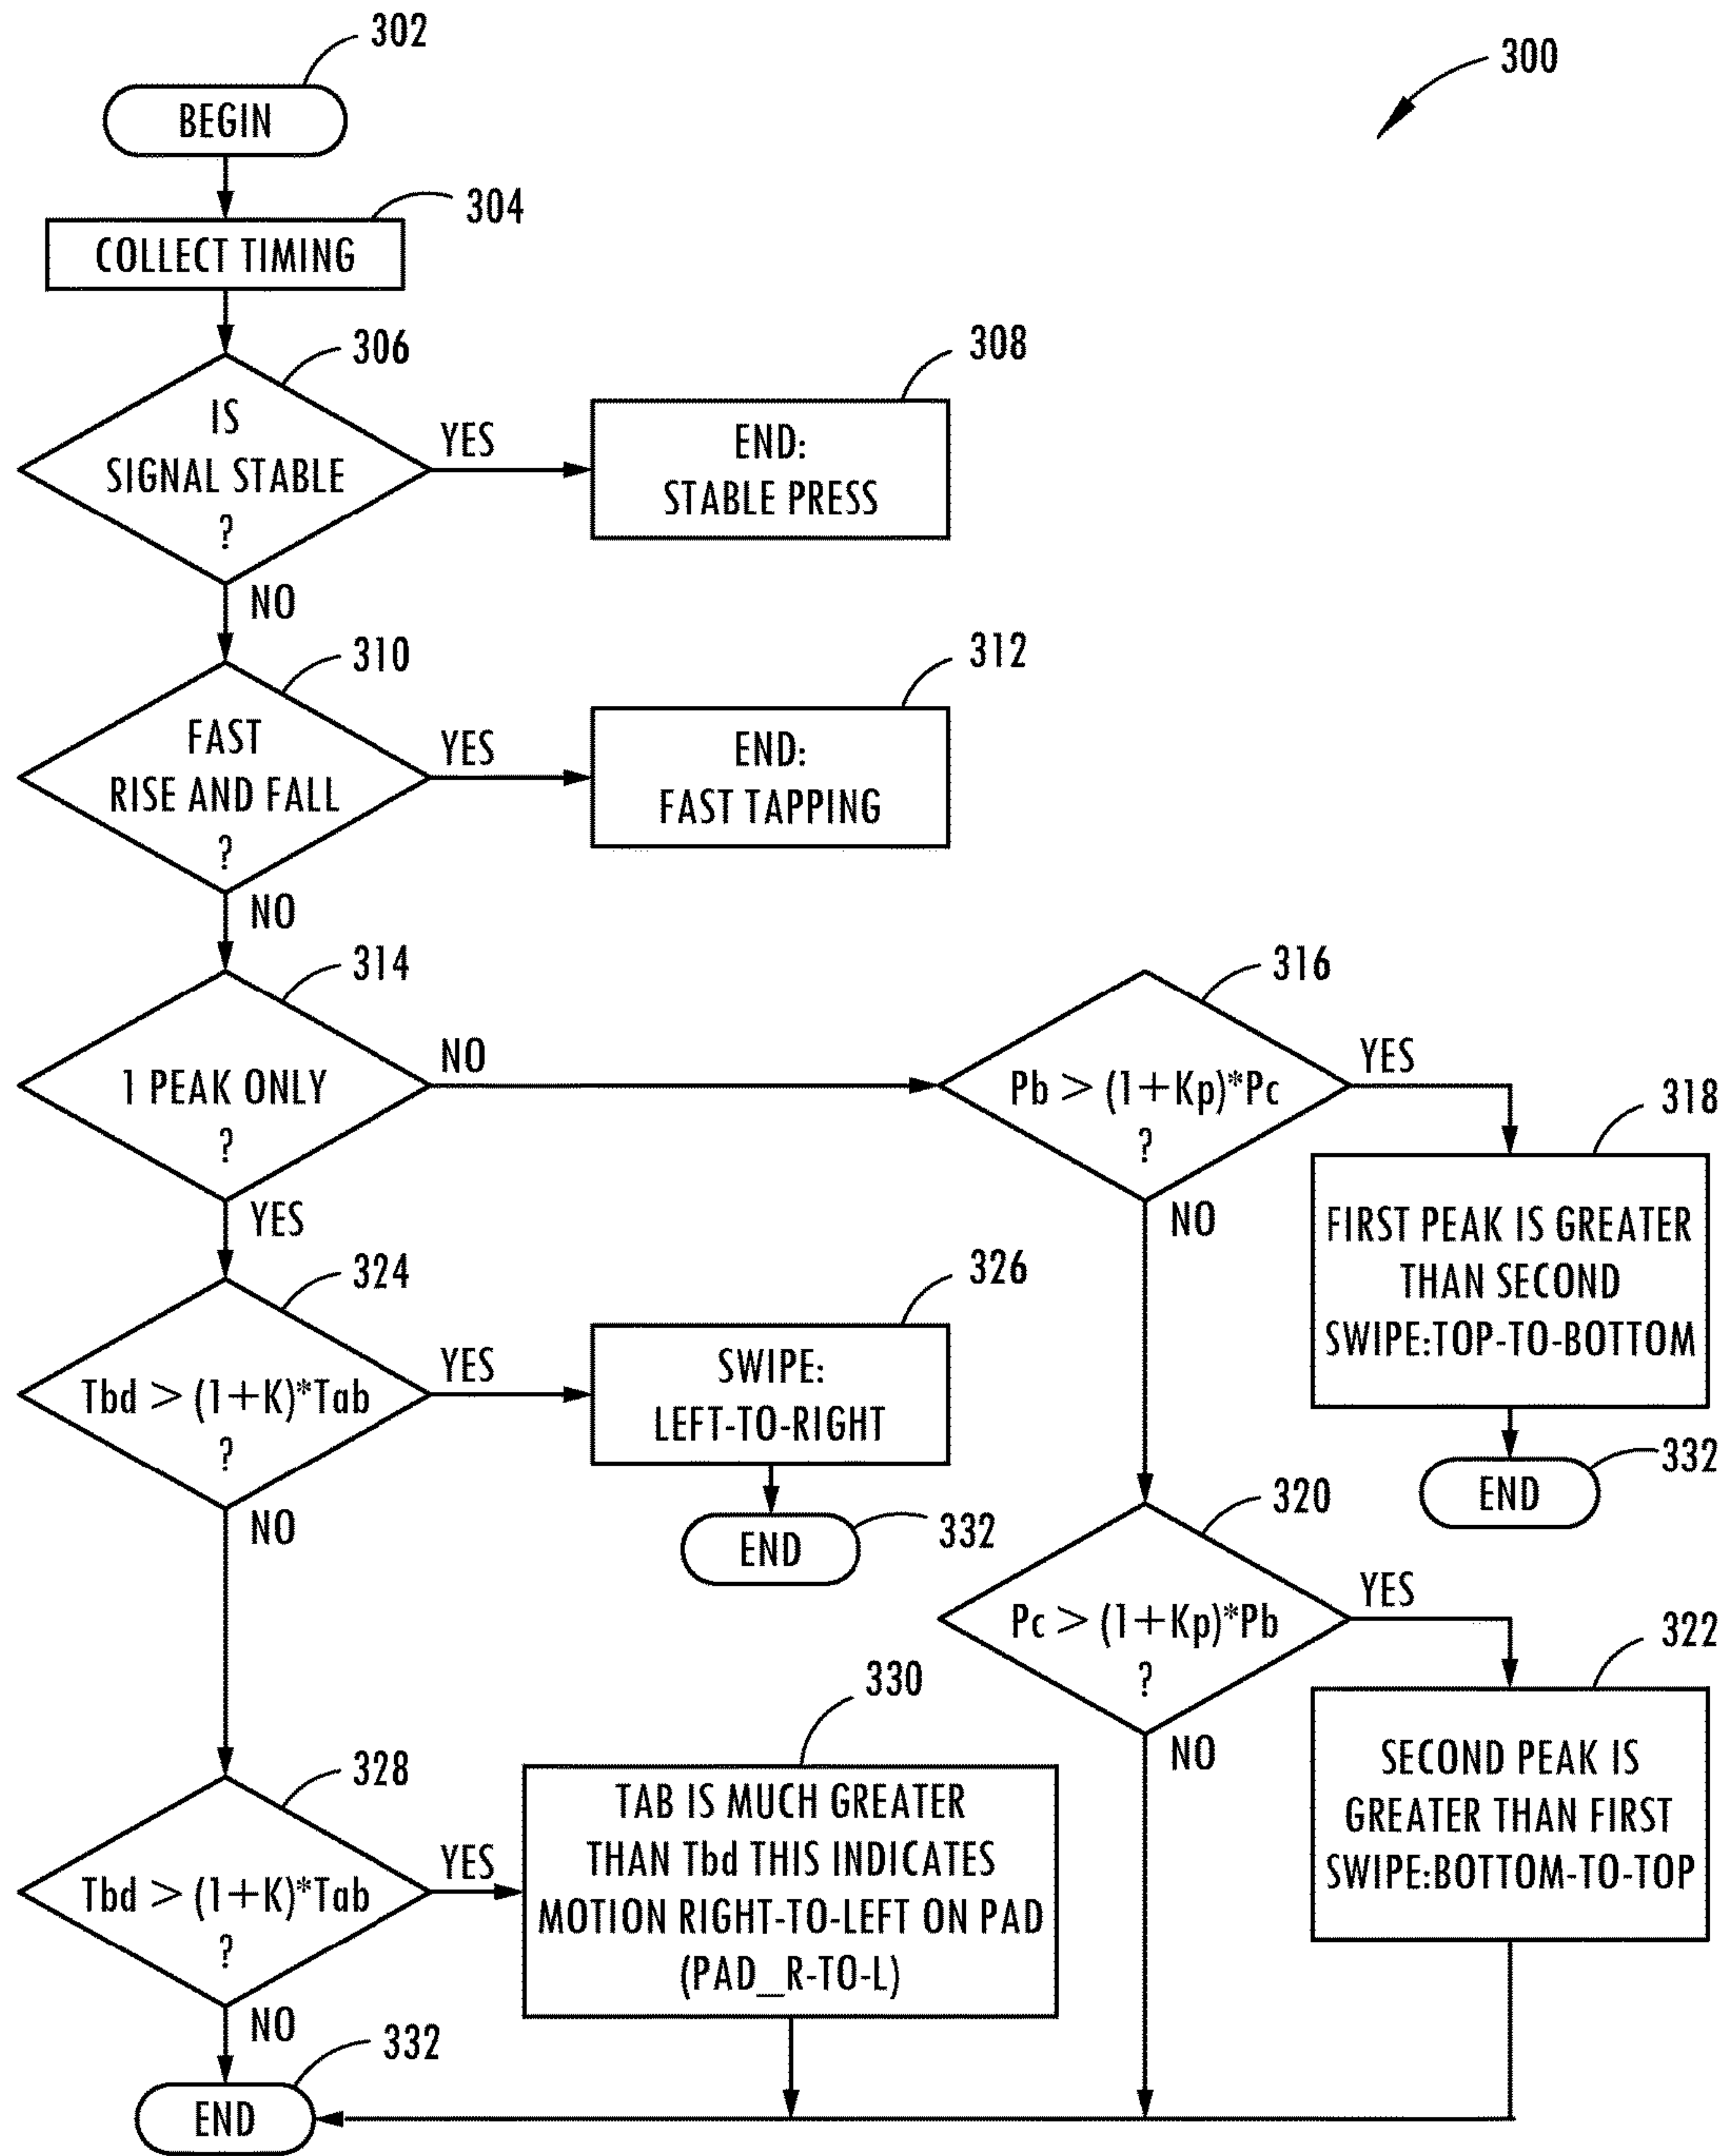 302
300
BEGIN
304
COLLECT TIMING
306
IS
SIGNAL STABLE
?
YES
308
END:
STABLE PRESS
NO
310
FAST
RISE AND FALL
?
YES
312
END:
FAST TAPPING
NO
314
1 PEAK ONLY
?
NO
316
Pb > (1+Kp)*Pc
?
YES
318
FIRST PEAK IS GREATER
THAN SECOND
SWIPE:TOP-TO-BOTTOM
332
END
NO
YES
324
Tbd > (1+K)*Tab
?
YES
326
SWIPE:
LEFT-TO-RIGHT
332
END
NO
320
Pc > (1+Kp)*Pb
?
YES
322
SECOND PEAK IS
GREATER THAN FIRST
SWIPE:BOTTOM-TO-TOP
NO
328
Tbd > (1+K)*Tab
?
YES
330
TAB IS MUCH GREATER
THAN Tbd THIS INDICATES
MOTION RIGHT-TO-LEFT ON PAD
(PAD_R-TO-L)
NO
332
END